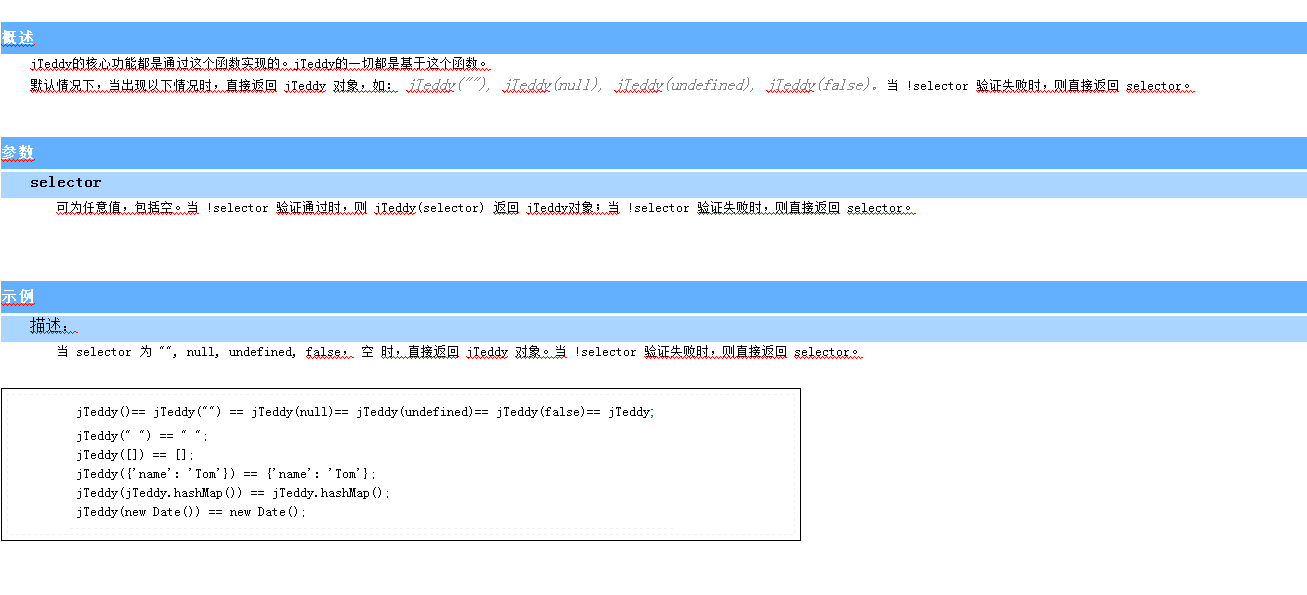 概述
jTeddy的核心功能都是通过这个函数实现的。jTeddy的一切都是基于这个函数。
默认情况下，当出现以下情况时，直接返回 jTeddy 对象，如： jTeddy(""), jTeddy(null), jTeddy(undefined), jTeddy(false)。当 !selector 验证失败时，则直接返回 selector。
参数
selector
可为任意值，包括空。当 !selector 验证通过时，则 jTeddy(selector) 返回 jTeddy对象；当 !selector 验证失败时，则直接返回 selector。
示例
描述：
当 selector 为 "", null, undefined, false， 空 时，直接返回 jTeddy 对象。当 !selector 验证失败时，则直接返回 selector。
jTeddy()== jTeddy("") == jTeddy(null)== jTeddy(undefined)== jTeddy(false)== jTeddy;
jTeddy(" ") == " ";
jTeddy([]) == [];
jTeddy({'name': 'Tom'}) == {'name': 'Tom'};
jTeddy(jTeddy.hashMap()) == jTeddy.hashMap();
jTeddy(new Date()) == new Date();